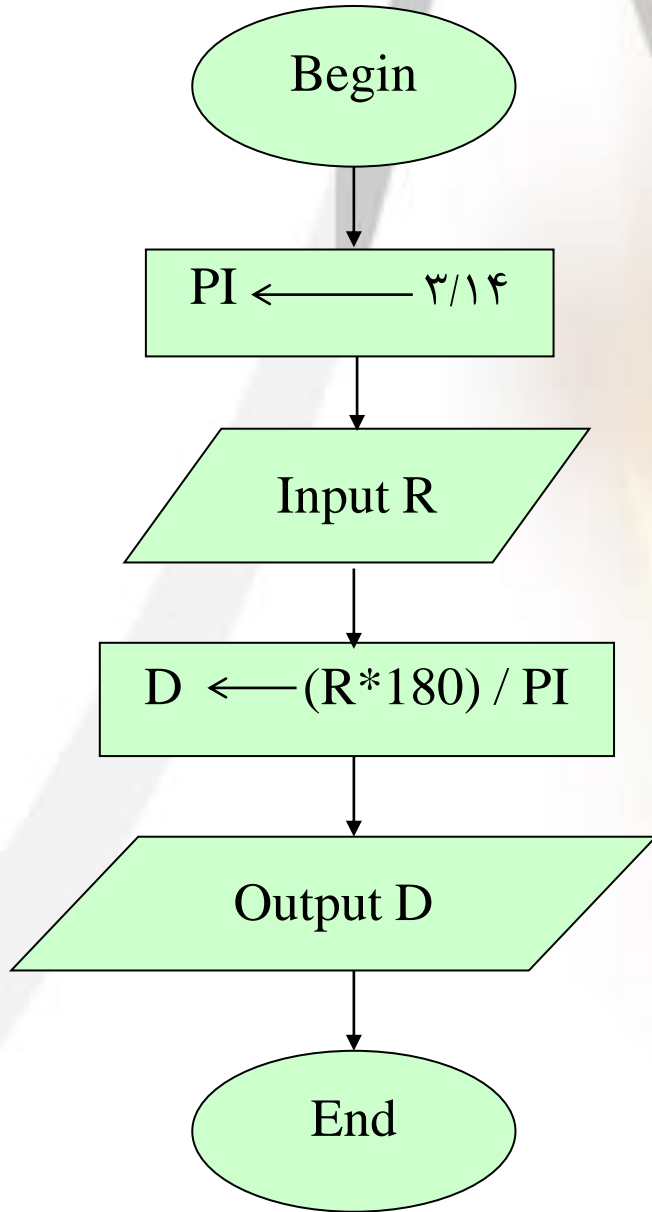 Begin
PI ← ۳/۱۴
Input R
D ← (R*180) / PI
Output D
End